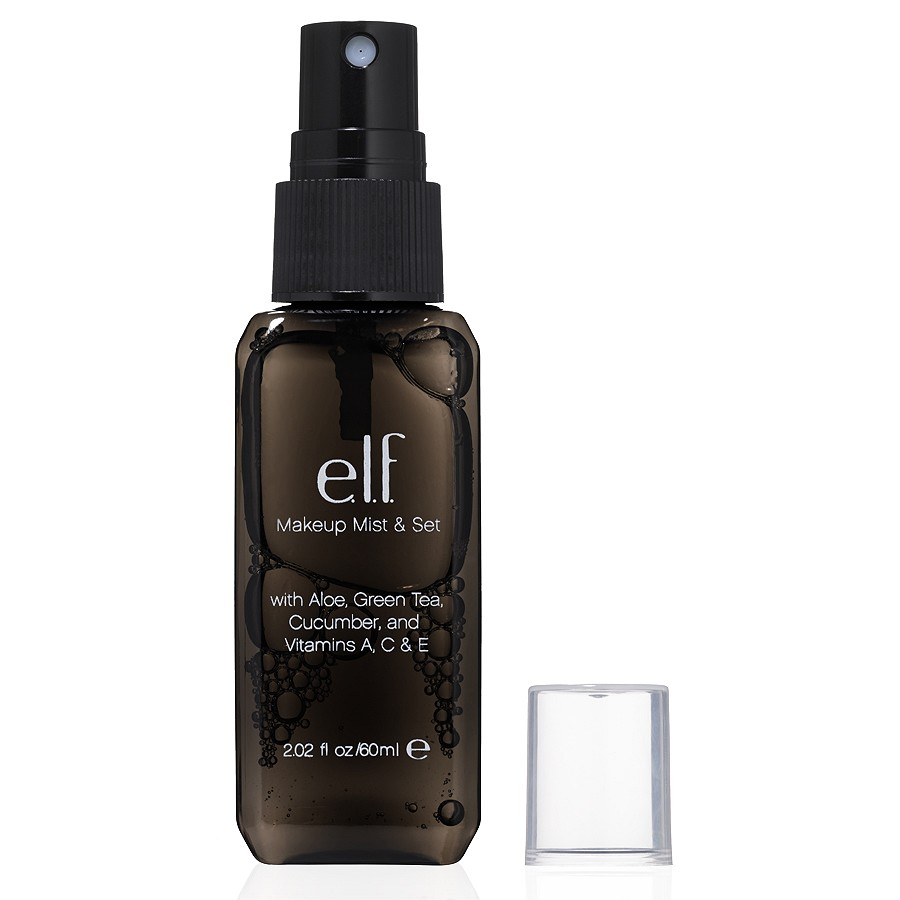 e.l.f.
Makeup Mist & Set
with Aloe, Green Tea,
Cucumber, and
Vitamins A, C & E
2.02 fl oz/60ml ℮